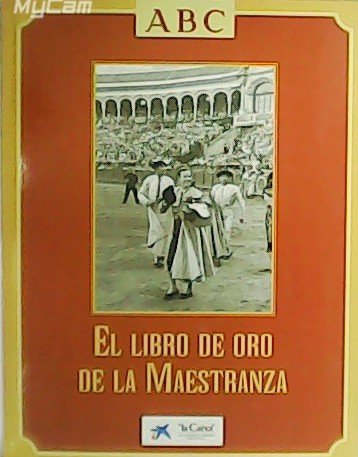 MyCam
ABC
EL LIBRO DE ORO
DE LA MAESTRANZA
"la Caixa"